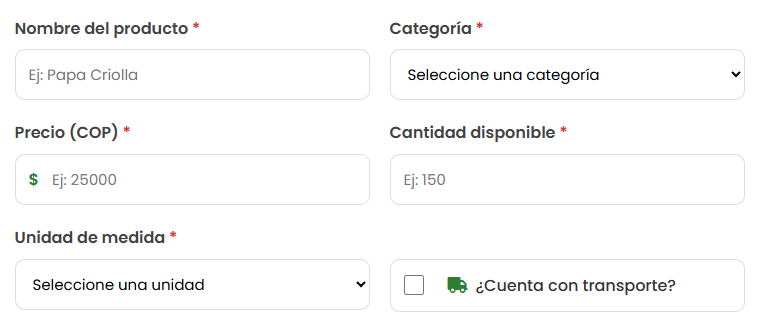 Nombre del producto *
Categoría *
Ej: Papa Criolla
Seleccione una categoría
Precio (COP) *
Cantidad disponible *
$ Ej: 25000
Ej: 150
Unidad de medida *
Seleccione una unidad
¿Cuenta con transporte?